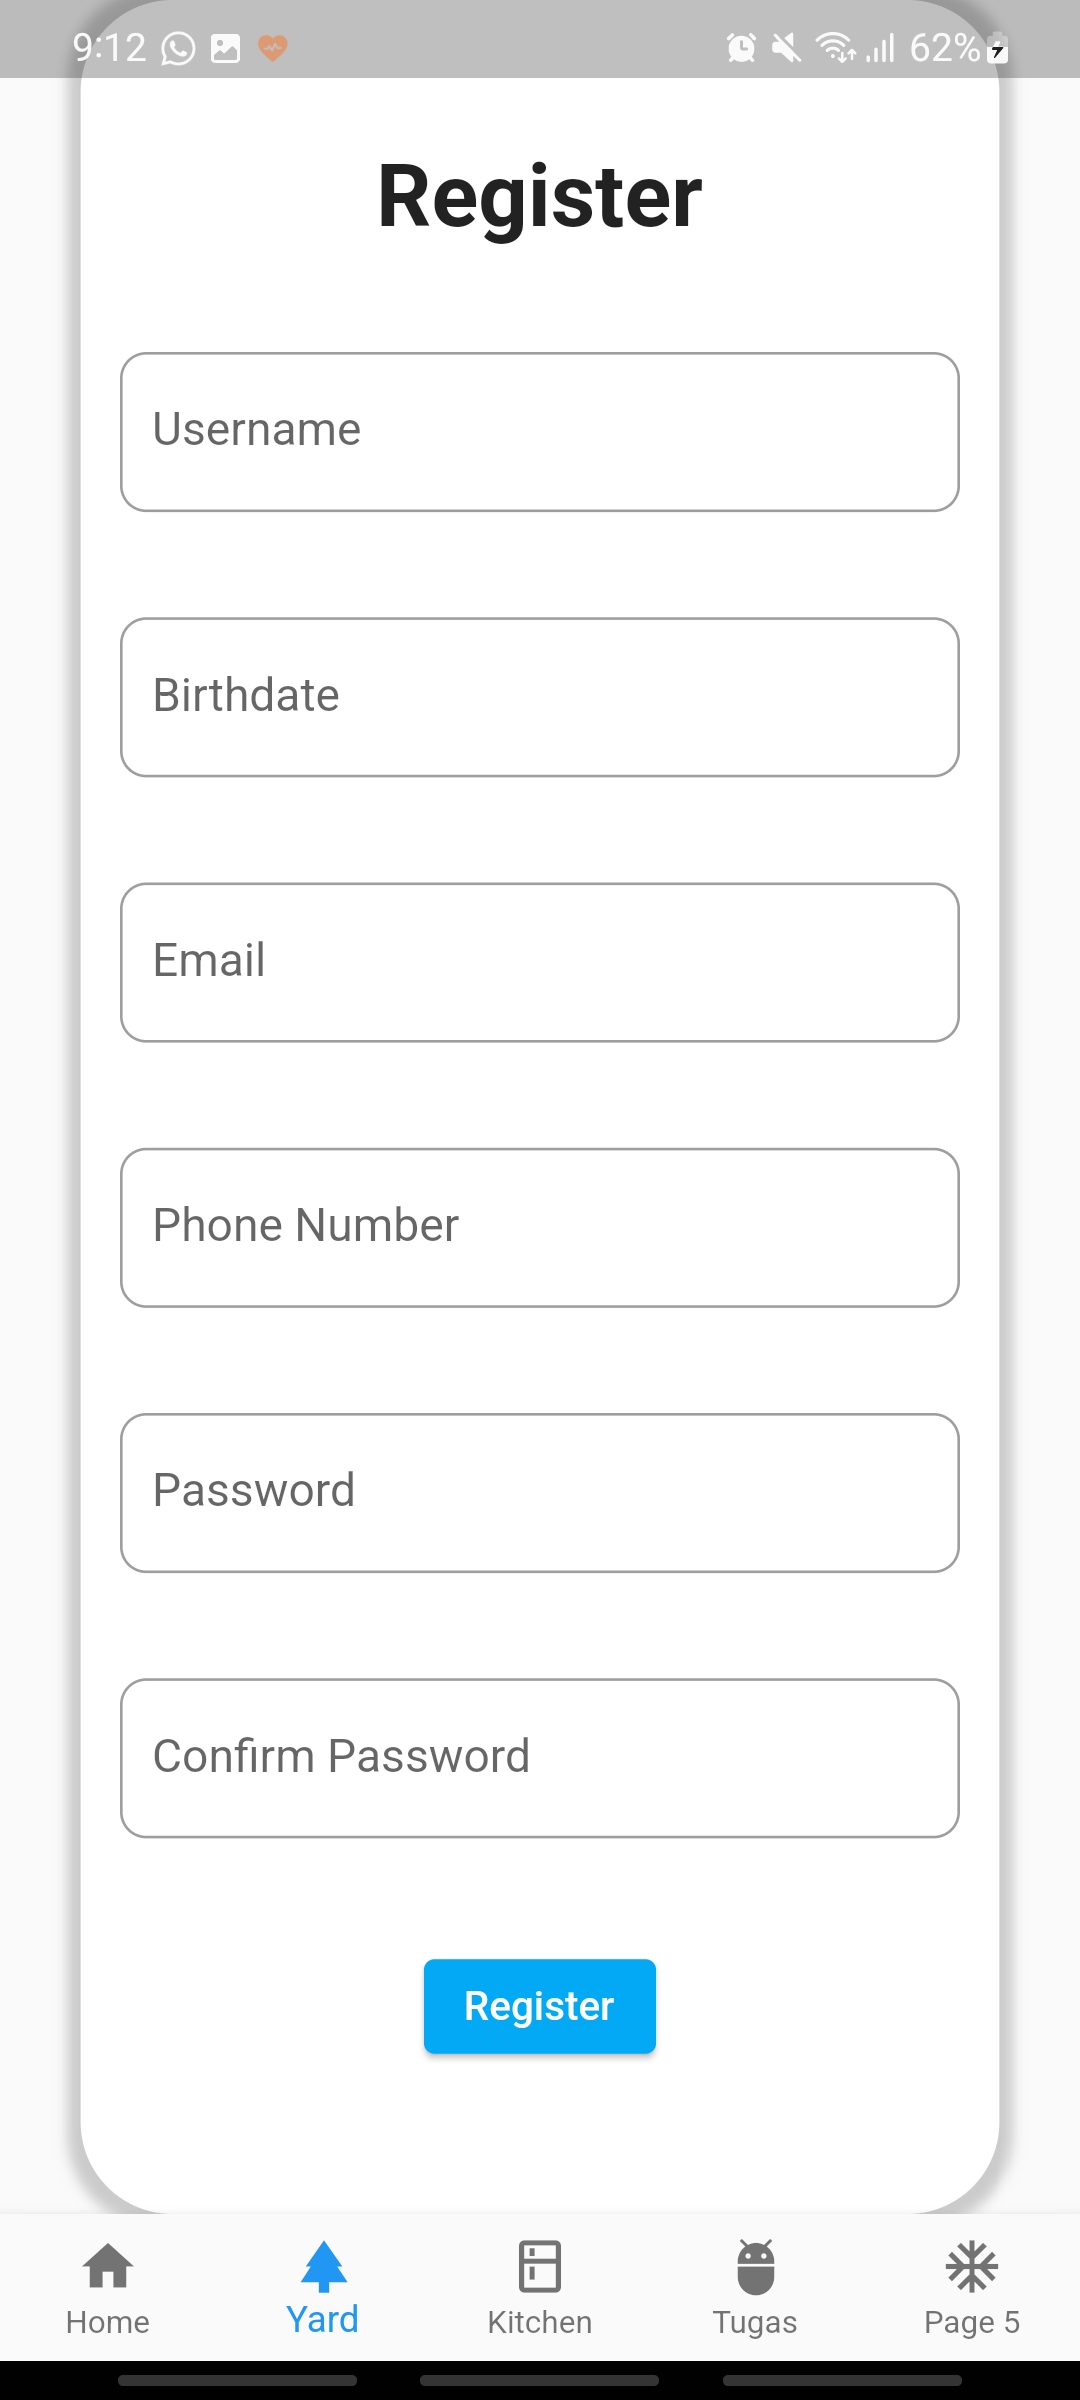 9:12 62%
Register
Username
Birthdate
Email
Phone Number
Password
Confirm Password
Register
Home Yard Kitchen Tugas Page 5